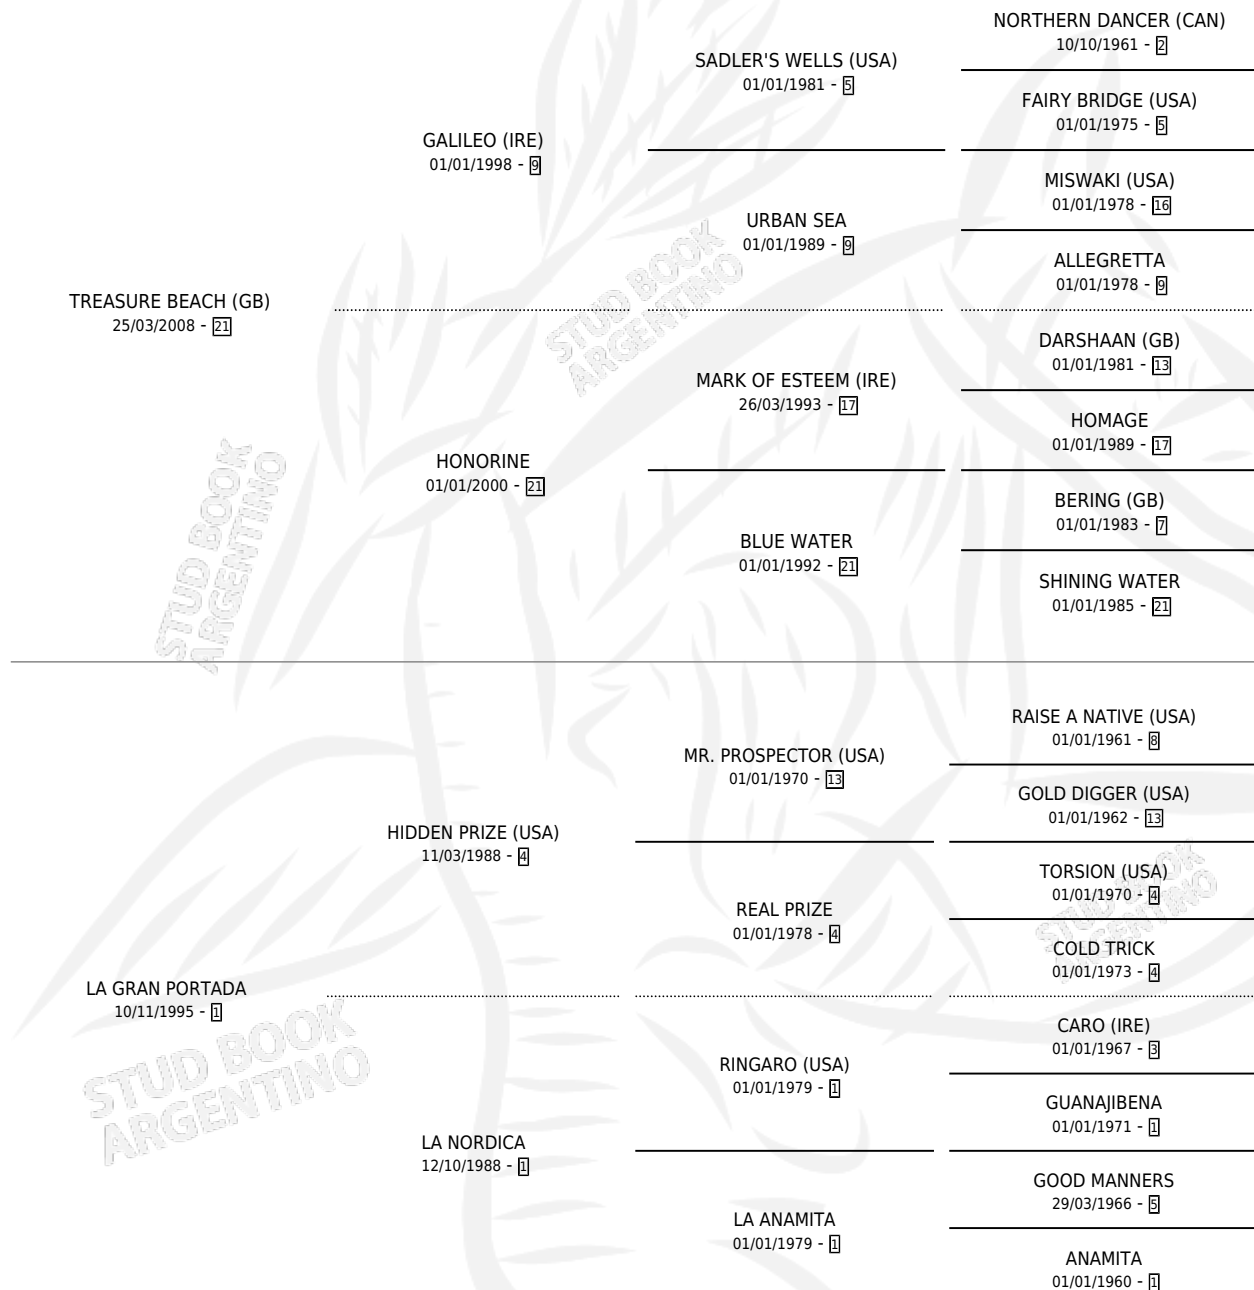 NORTHERN DANCER (CAN)
10/10/1961 - 2
SADLER'S WELLS (USA)
01/01/1981 - 5
FAIRY BRIDGE (USA)
01/01/1975 - 5
GALILEO (IRE)
01/01/1998 - 9
MISWAKI (USA)
01/01/1978 - 16
URBAN SEA
01/01/1989 - 9
ALLEGRETTA
01/01/1978 - 9
TREASURE BEACH (GB)
25/03/2008 - 21
STUD BOOK
ARGENTINO
DARSHAAN (GB)
01/01/1981 - 13
MARK OF ESTEEM (IRE)
26/03/1993 - 17
HOMAGE
01/01/1989 - 17
HONORINE
01/01/2000 - 21
BERING (GB)
01/01/1983 - 7
BLUE WATER
01/01/1992 - 21
SHINING WATER
01/01/1985 - 21
STUD BOOK
ARGENTINO
RAISE A NATIVE (USA)
01/01/1961 - 8
MR. PROSPECTOR (USA)
01/01/1970 - 13
GOLD DIGGER (USA)
01/01/1962 - 13
HIDDEN PRIZE (USA)
11/03/1988 - 4
TORSION (USA)
01/01/1970 - 4
REAL PRIZE
01/01/1978 - 4
COLD TRICK
01/01/1973 - 4
STUD BOOK
ARGENTINO
LA GRAN PORTADA
10/11/1995 - 1
STUD BOOK
ARGENTINO
CARO (IRE)
01/01/1967 - 3
RINGARO (USA)
01/01/1979 - 1
GUANAJIBENA
01/01/1971 - 1
LA NORDICA
12/10/1988 - 1
GOOD MANNERS
29/03/1966 - 5
LA ANAMITA
01/01/1979 - 1
ANAMITA
01/01/1960 - 1